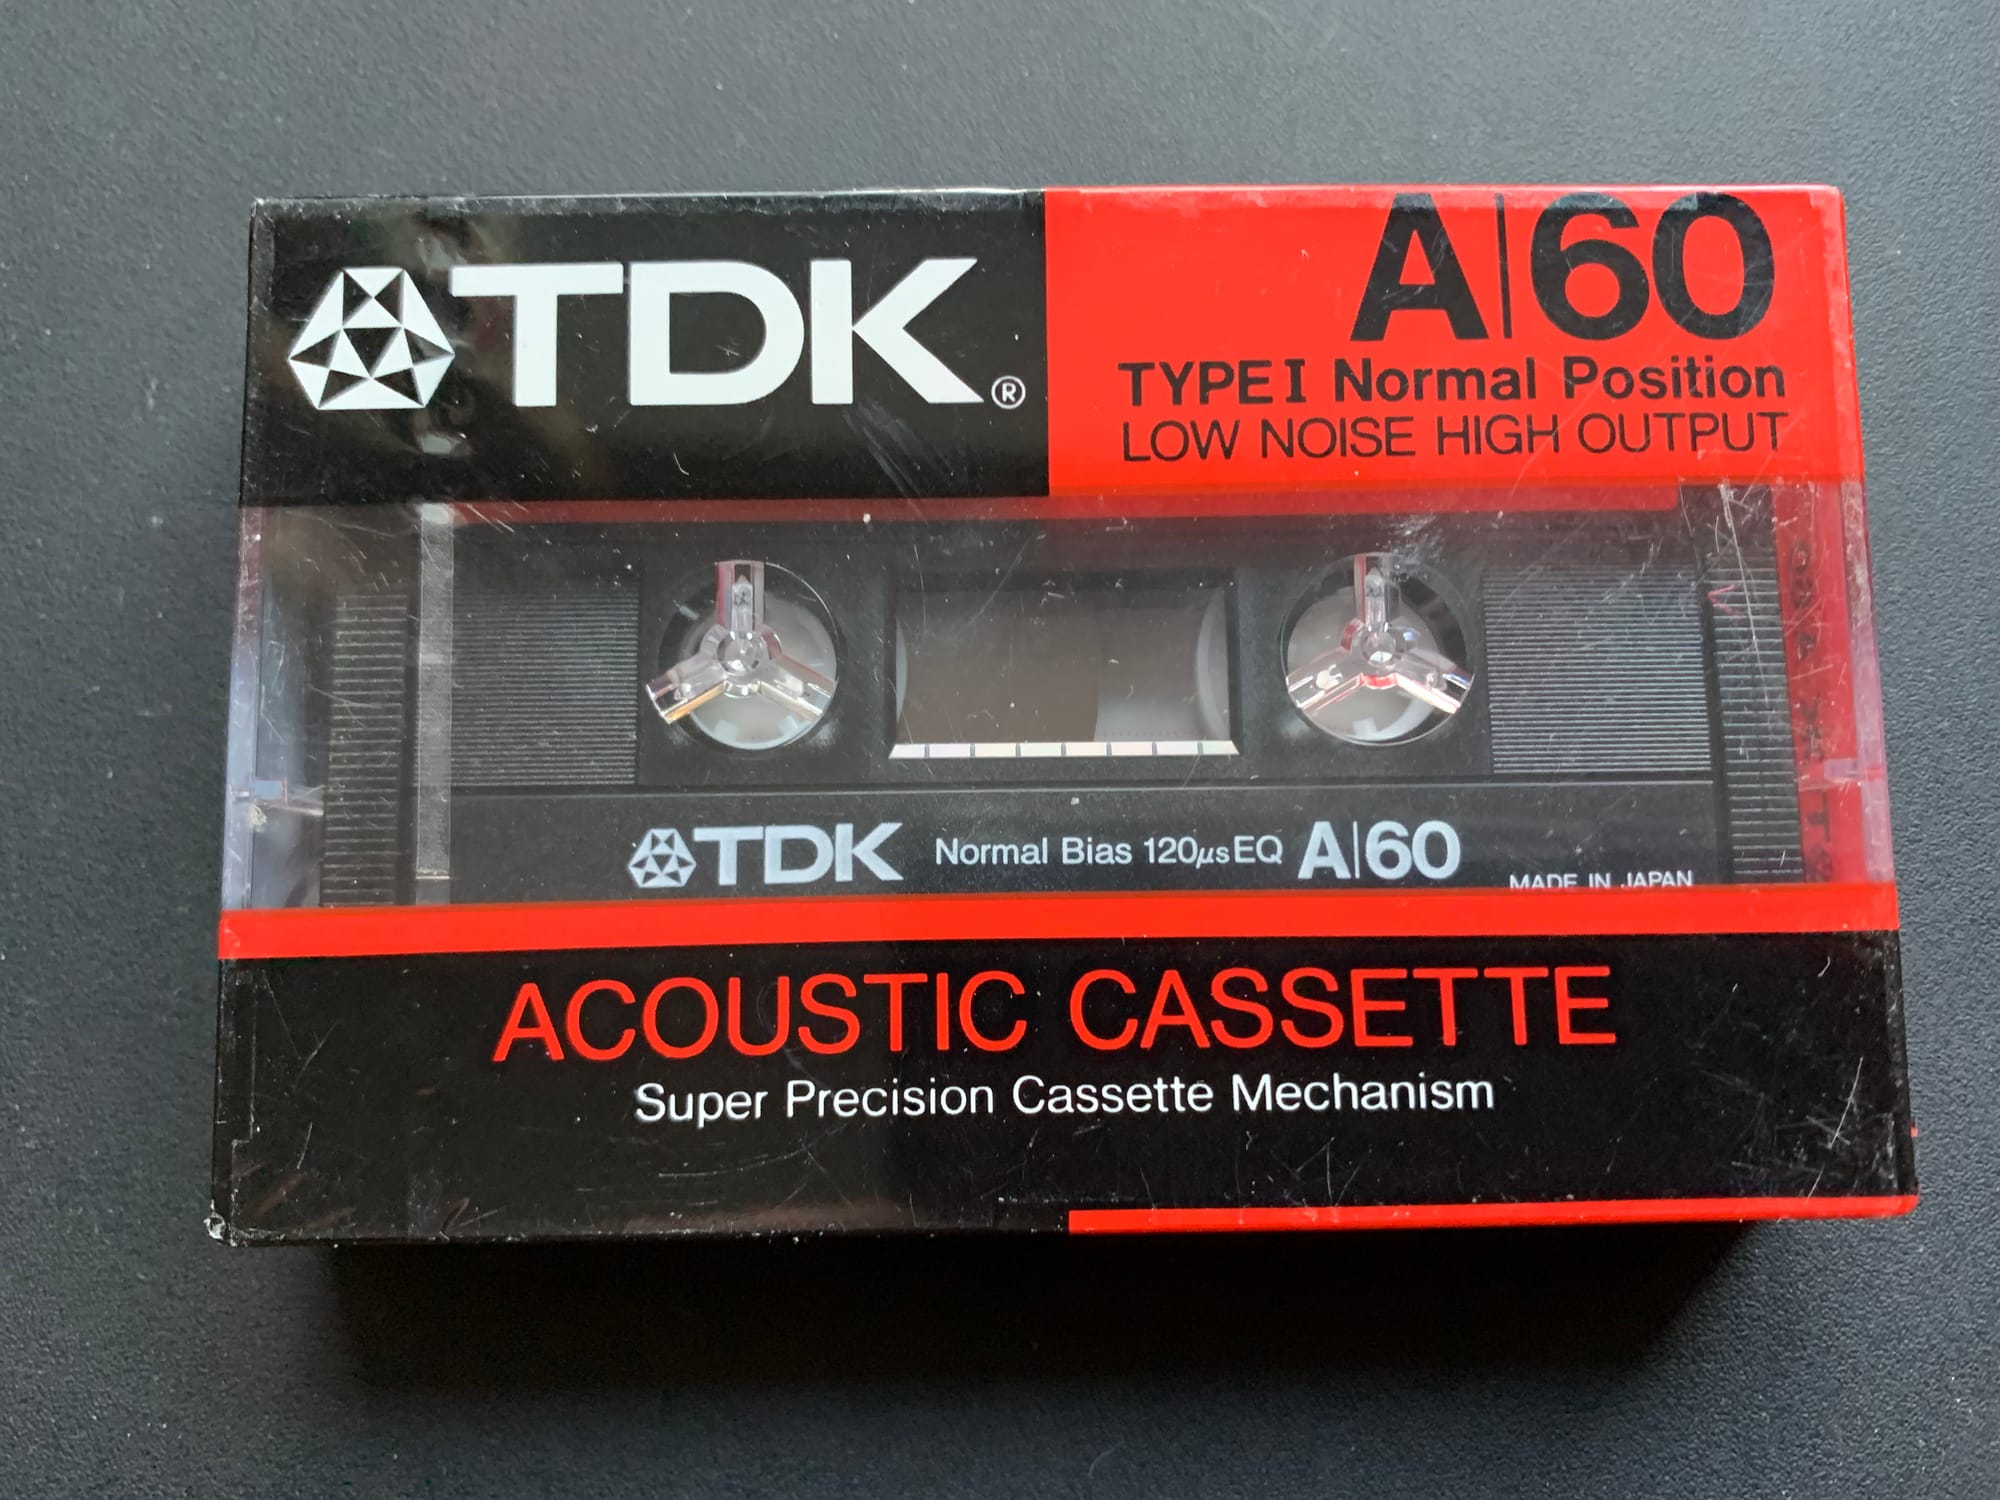 TDK®
A|60
TYPE I Normal Position
LOW NOISE HIGH OUTPUT
TDK Normal Bias 120µs EQ A|60
MADE IN JAPAN
ACOUSTIC CASSETTE
Super Precision Cassette Mechanism